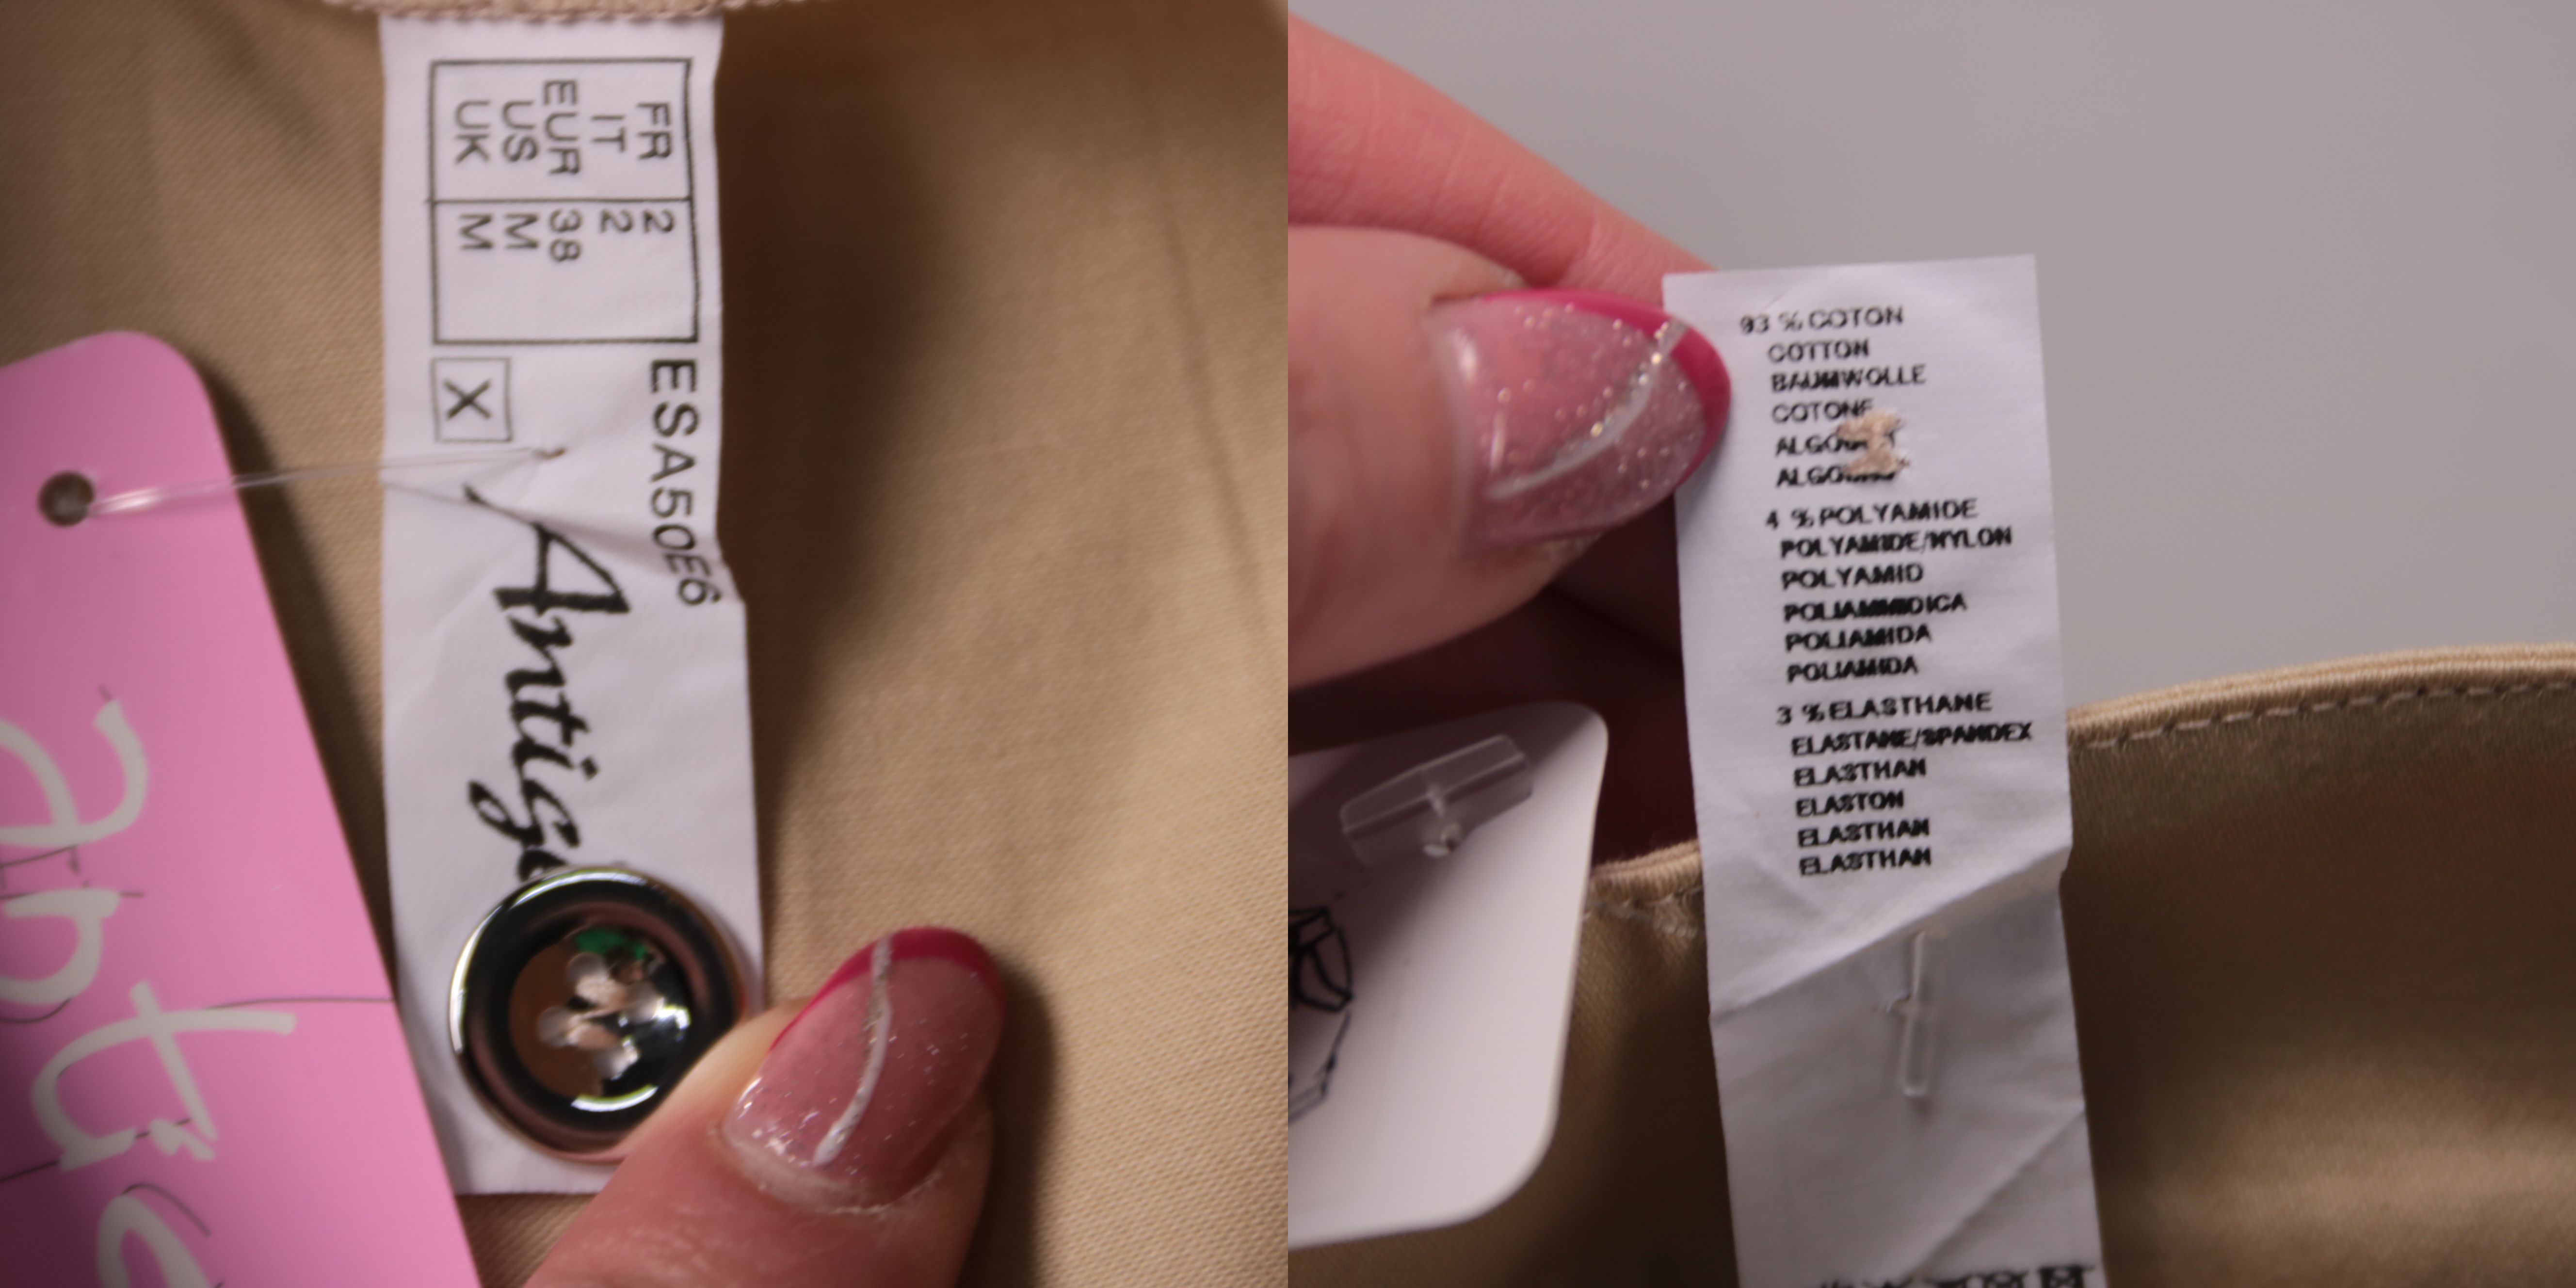 FR 2
IT 2
EUR 38
US M
UK M
X
ESA50E6
93 % COTON
COTTON
BAUMWOLLE
COTONE
4 % POLYAMIDE
POLYAMIDE/NYLON
POLYAMID
POLIAMMIDICA
POLIAMIDA
POLIAMIDA
3 % ELASTHANE
ELASTANE/SPANDEX
ELASTHAN
ELASTON
ELASTHAN
ELASTHAN